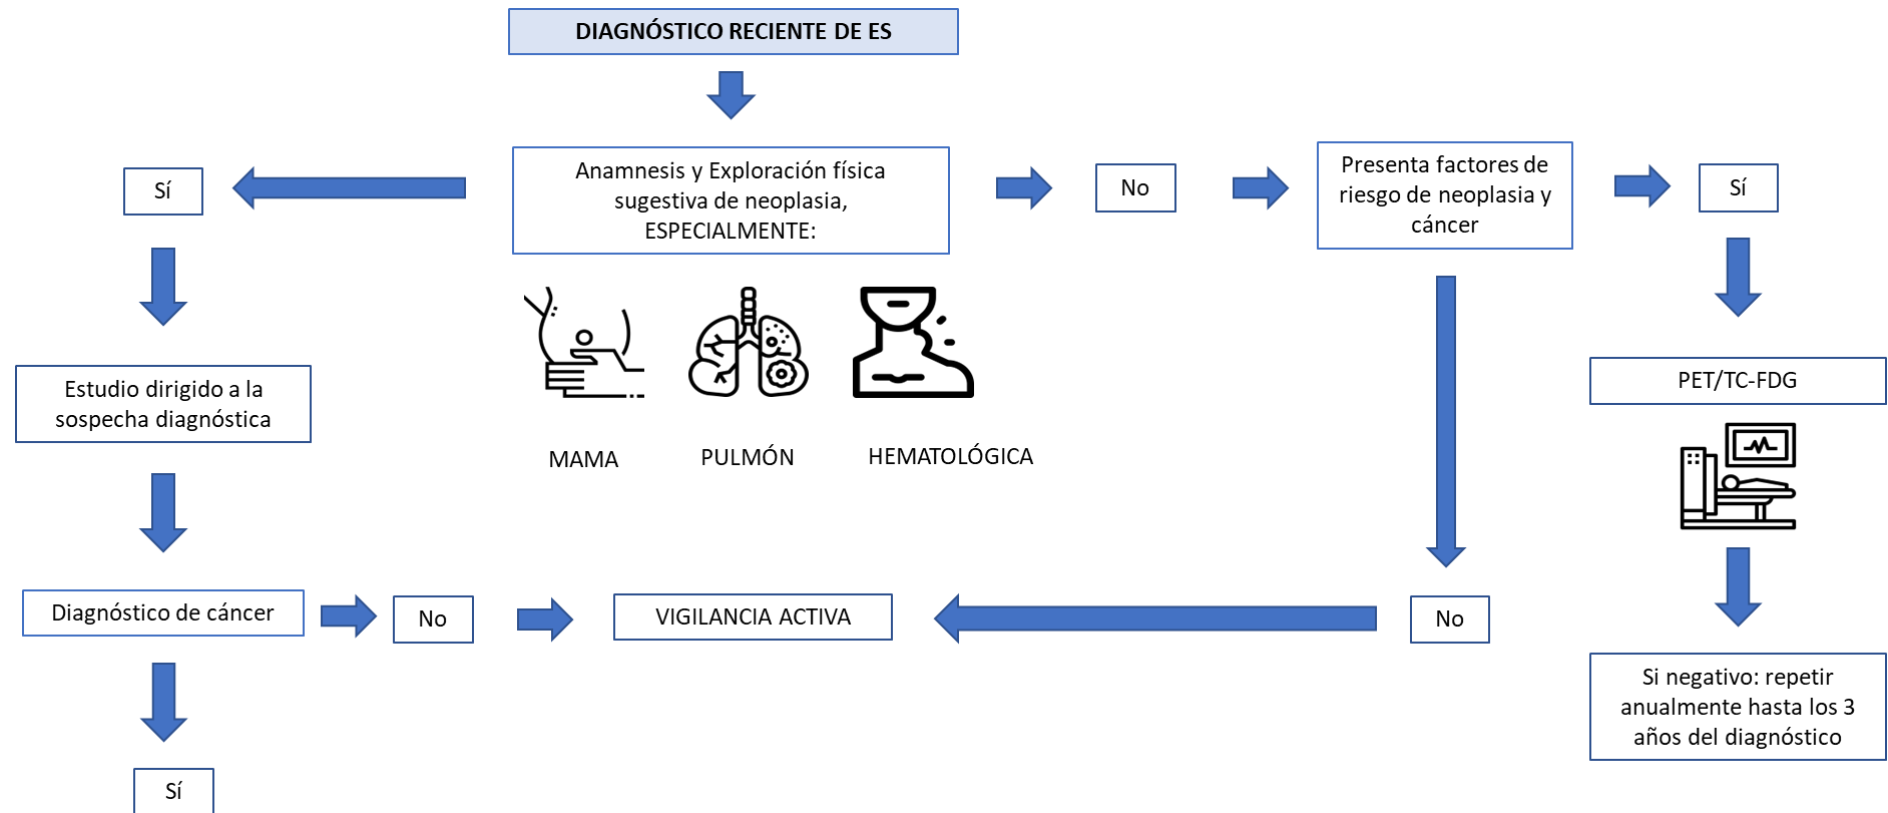 DIAGNÓSTICO RECIENTE DE ES
Sí
Anamnesis y Exploración física
sugestiva de neoplasia,
ESPECIALMENTE:
No
Presenta factores de
riesgo de neoplasia y
cáncer
Sí
Estudio dirigido a la
sospecha diagnóstica
MAMA
PULMÓN
HEMATOLÓGICA
PET/TC-FDG
Diagnóstico de cáncer
No
VIGILANCIA ACTIVA
No
Si negativo: repetir
anualmente hasta los 3
años del diagnóstico
Sí